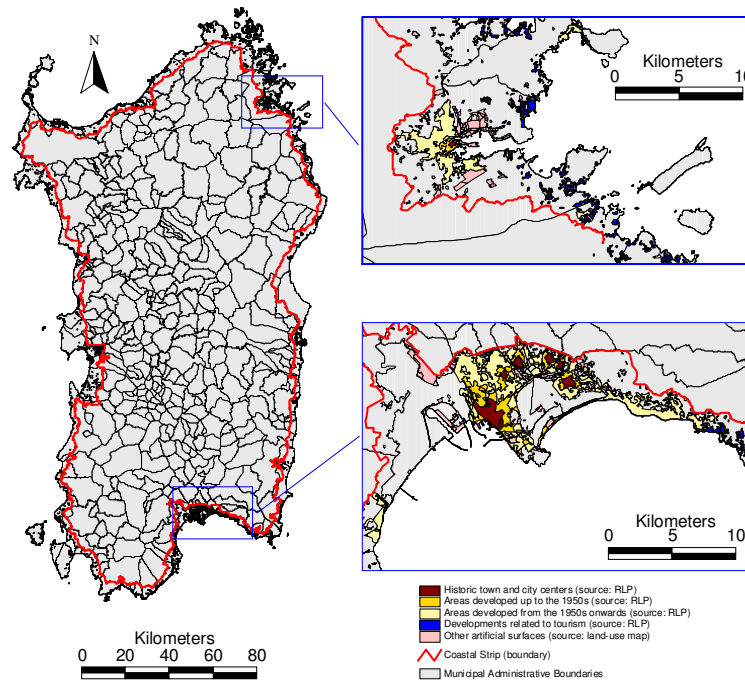 N
Kilometers
0 5 10
Kilometers
0 5 10
Historic town and city centers (source: RLP)
Areas developed up to the 1950s (source: RLP)
Areas developed from the 1950s onwards (source: RLP)
Developments related to tourism (source: RLP)
Other artificial surfaces (source: land-use map)
Coastal Strip (boundary)
Municipal Administrative Boundaries
Kilometers
0 20 40 60 80